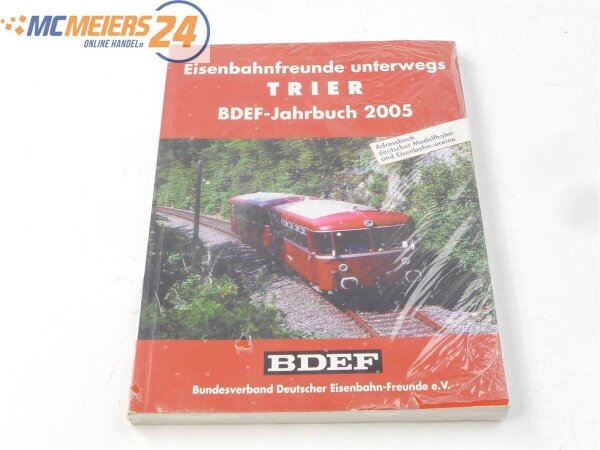 MCMEIERS 24
ONLINE HANDEL
Eisenbahnfreunde unterwegs
TRIER
BDEF-Jahrbuch 2005
Adressbuch
deutscher Modellbahn-
und Eisenbahnvereine
BDEF
Bundesverband Deutscher Eisenbahn-Freunde e.V.